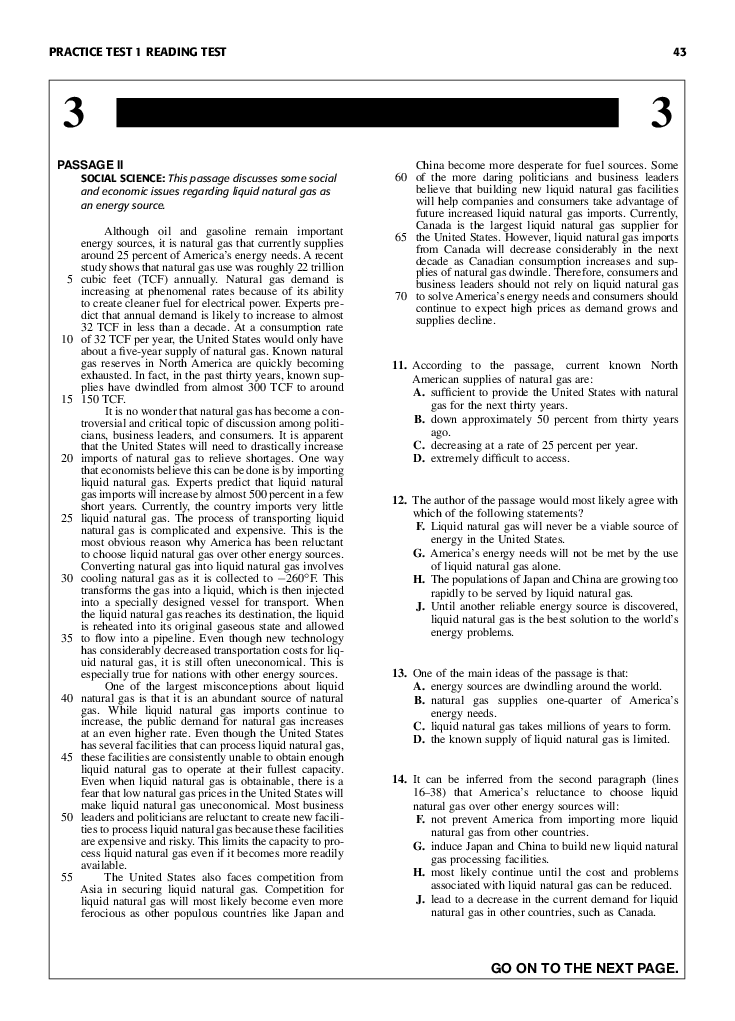 PRACTICE TEST 1 READING TEST
43
3
3
PASSAGE II
SOCIAL SCIENCE: This passage discusses some social
and economic issues regarding liquid natural gas as
an energy source.
Although oil and gasoline remain important
energy sources, it is natural gas that currently supplies
around 25 percent of America's energy needs. A recent
study shows that natural gas use was roughly 22 trillion
5 cubic feet (TCF) annually. Natural gas demand is
increasing at phenomenal rates because of its ability
to create cleaner fuel for electrical power. Experts pre-
dict that annual demand is likely to increase to almost
32 TCF in less than a decade. At a consumption rate
10 of 32 TCF per year, the United States would only have
about a five-year supply of natural gas. Known natural
gas reserves in North America are quickly becoming
exhausted. In fact, in the past thirty years, known sup-
plies have dwindled from almost 300 TCF to around
15 150 TCF.
It is no wonder that natural gas has become a con-
troversial and critical topic of discussion among politi-
cians, business leaders, and consumers. It is apparent
that the United States will need to drastically increase
20 imports of natural gas to relieve shortages. One way
that economists believe this can be done is by importing
liquid natural gas. Experts predict that liquid natural
gas imports will increase by almost 500 percent in a few
short years. Currently, the country imports very little
25 liquid natural gas. The process of transporting liquid
natural gas is complicated and expensive. This is the
most obvious reason why America has been reluctant
to choose liquid natural gas over other energy sources.
Converting natural gas into liquid natural gas involves
30 cooling natural gas as it is collected to −260°F. This
transforms the gas into a liquid, which is then injected
into a specially designed vessel for transport. When
the liquid natural gas reaches its destination, the liquid
is reheated into its original gaseous state and allowed
35 to flow into a pipeline. Even though new technology
has considerably decreased transportation costs for liq-
uid natural gas, it is still often uneconomical. This is
especially true for nations with other energy sources.
One of the largest misconceptions about liquid
40 natural gas is that it is an abundant source of natural
gas. While liquid natural gas imports continue to
increase, the public demand for natural gas increases
at an even higher rate. Even though the United States
has several facilities that can process liquid natural gas,
45 these facilities are consistently unable to obtain enough
liquid natural gas to operate at their fullest capacity.
Even when liquid natural gas is obtainable, there is a
fear that low natural gas prices in the United States will
make liquid natural gas uneconomical. Most business
50 leaders and politicians are reluctant to create new facili-
ties to process liquid natural gas because these facilities
are expensive and risky. This limits the capacity to pro-
cess liquid natural gas even if it becomes more readily
available.
55 The United States also faces competition from
Asia in securing liquid natural gas. Competition for
liquid natural gas will most likely become even more
ferocious as other populous countries like Japan and
China become more desperate for fuel sources. Some
60 of the more daring politicians and business leaders
believe that building new liquid natural gas facilities
will help companies and consumers take advantage of
future increased liquid natural gas imports. Currently,
Canada is the largest liquid natural gas supplier for
65 the United States. However, liquid natural gas imports
from Canada will decrease considerably in the next
decade as Canadian consumption increases and sup-
plies of natural gas dwindle. Therefore, consumers and
business leaders should not rely on liquid natural gas
70 to solve America's energy needs and consumers should
continue to expect high prices as demand grows and
supplies decline.
11. According to the passage, current known North
American supplies of natural gas are:
A. sufficient to provide the United States with natural
gas for the next thirty years.
B. down approximately 50 percent from thirty years
ago.
C. decreasing at a rate of 25 percent per year.
D. extremely difficult to access.
12. The author of the passage would most likely agree with
which of the following statements?
F. Liquid natural gas will never be a viable source of
energy in the United States.
G. America's energy needs will not be met by the use
of liquid natural gas alone.
H. The populations of Japan and China are growing too
rapidly to be served by liquid natural gas.
J. Until another reliable energy source is discovered,
liquid natural gas is the best solution to the world's
energy problems.
13. One of the main ideas of the passage is that:
A. energy sources are dwindling around the world.
B. natural gas supplies one-quarter of America's
energy needs.
C. liquid natural gas takes millions of years to form.
D. the known supply of liquid natural gas is limited.
14. It can be inferred from the second paragraph (lines
16–38) that America's reluctance to choose liquid
natural gas over other energy sources will:
F. not prevent America from importing more liquid
natural gas from other countries.
G. induce Japan and China to build new liquid natural
gas processing facilities.
H. most likely continue until the cost and problems
associated with liquid natural gas can be reduced.
J. lead to a decrease in the current demand for liquid
natural gas in other countries, such as Canada.
GO ON TO THE NEXT PAGE.